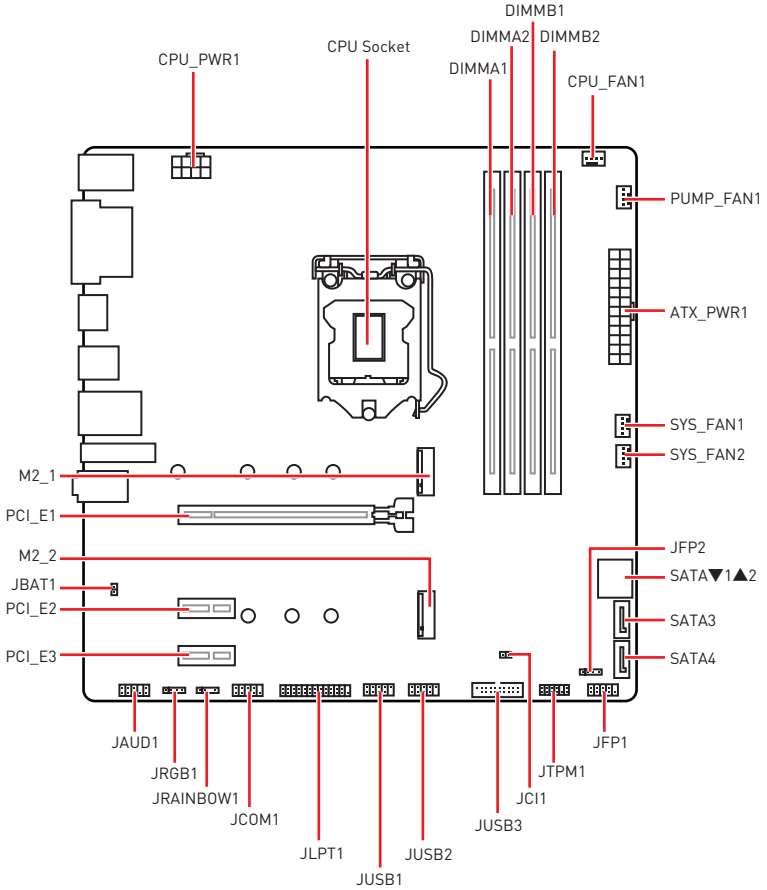 DIMMB1
DIMMA2 DIMMB2
CPU Socket
CPU_PWR1
DIMMA1
CPU_FAN1
PUMP_FAN1
ATX_PWR1
SYS_FAN1
SYS_FAN2
M2_1
PCI_E1
M2_2
JFP2
JBAT1
SATA▼1▲2
PCI_E2
SATA3
PCI_E3
SATA4
JAUD1
JFP1
JRGB1
JTPM1
JRAINBOW1
JCI1
JCOM1
JUSB3
JLPT1
JUSB2
JUSB1